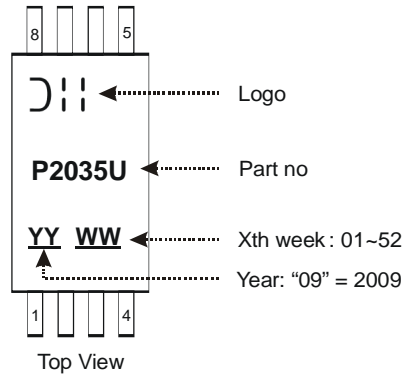 8 5
Logo
P2035U Part no
YY WW Xth week : 01~52
Year: “09” = 2009
1 4
Top View